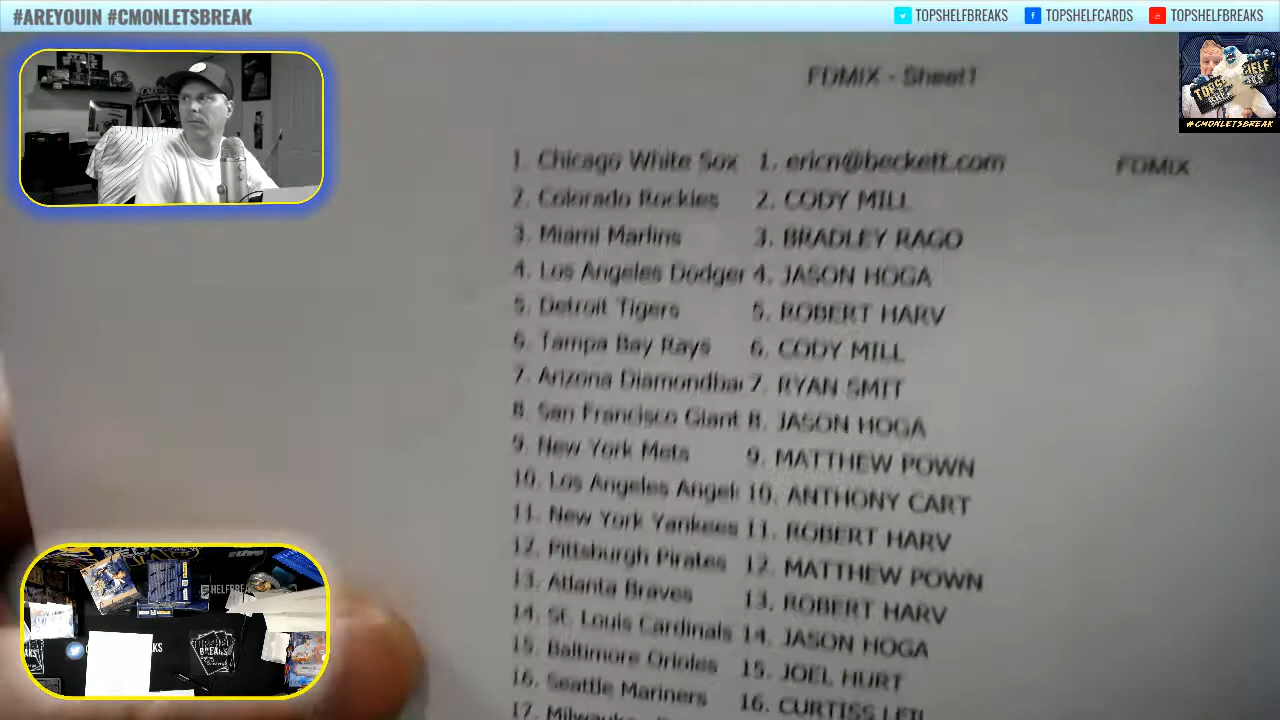 #AREYOUIN #CMONLETSBREAK
TOPSHELFBREAKS TOPSHELFCARDS TOPSHELFBREAKS
#CMONLETSBREAK
FDMIX - Sheet1
1. Chicago White Sox 1. ericn@beckett.com FDMIX
2. Colorado Rockies 2. CODY MILL
3. Miami Marlins 3. BRADLEY RAGO
4. Los Angeles Dodger 4. JASON HOGA
5. Detroit Tigers 5. ROBERT HARV
6. Tampa Bay Rays 6. CODY MILL
7. Arizona Diamondbac 7. RYAN SMIT
8. San Francisco Giant 8. JASON HOGA
9. New York Mets 9. MATTHEW POWN
10. Los Angeles Angel 10. ANTHONY CART
11. New York Yankees 11. ROBERT HARV
12. Pittsburgh Pirates 12. MATTHEW POWN
13. Atlanta Braves 13. ROBERT HARV
14. St. Louis Cardinals 14. JASON HOGA
15. Baltimore Orioles 15. JOEL HURT
16. Seattle Mariners 16. CURTISS
17.